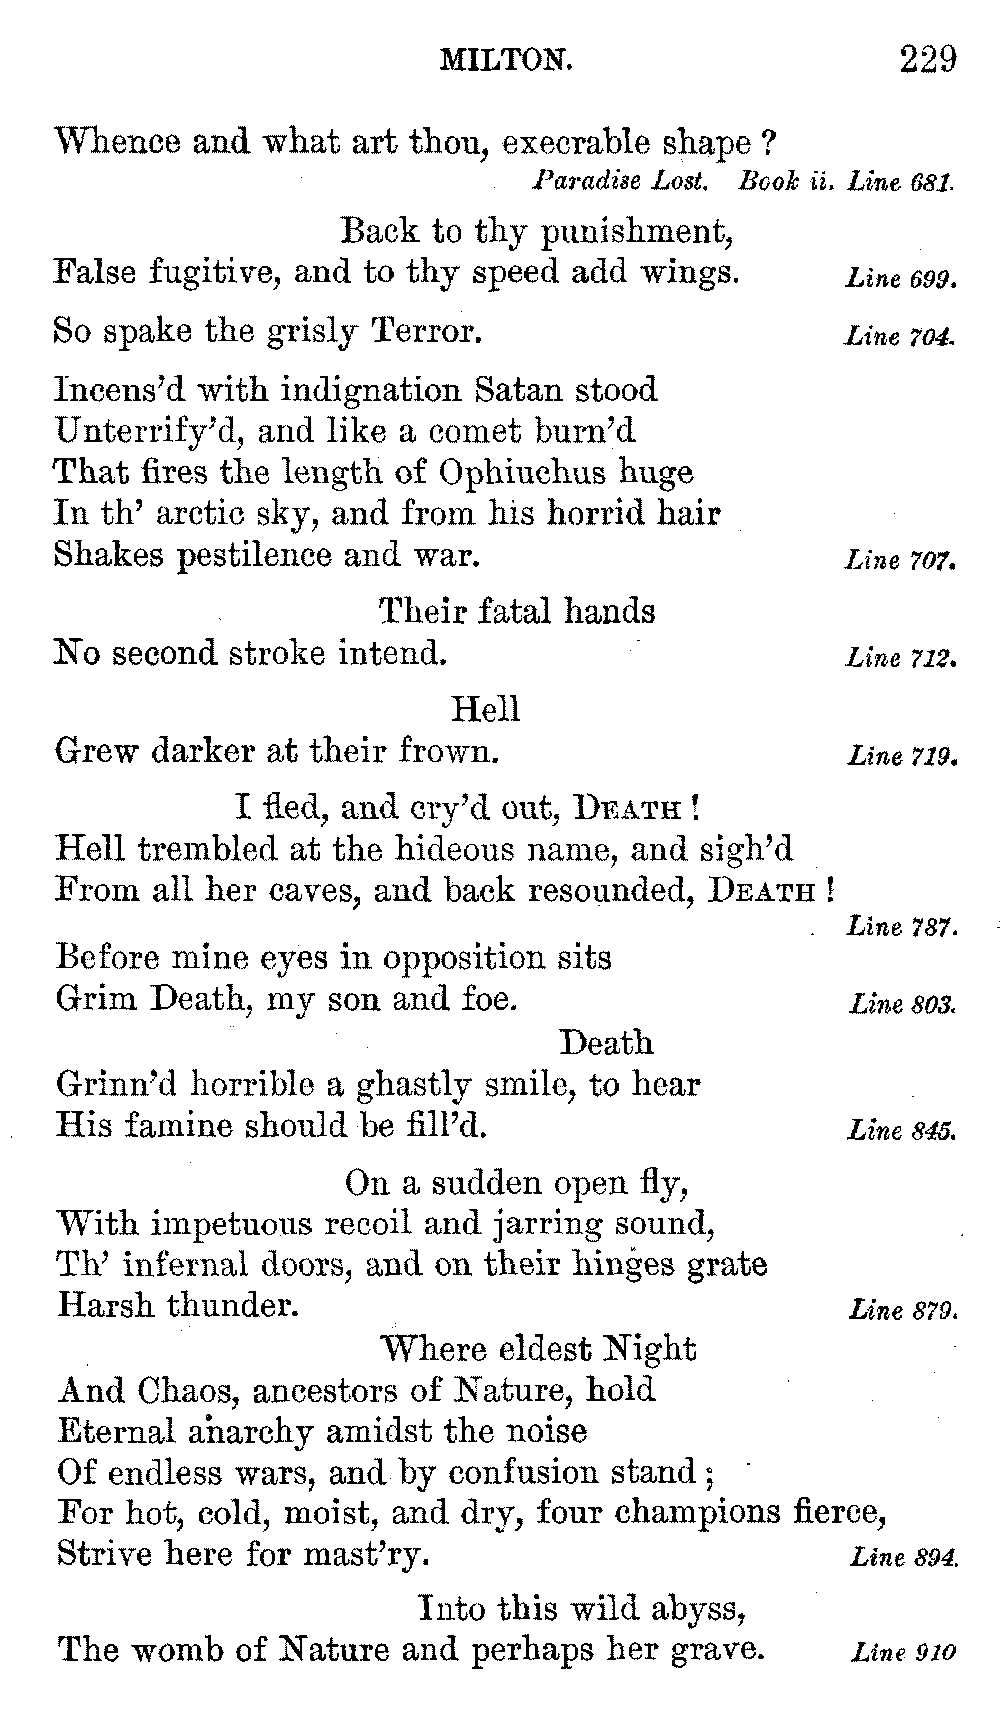 MILTON. 229
Whence and what art thou, execrable shape ?
Paradise Lost. Book ii. Line 681.
Back to thy punishment,
False fugitive, and to thy speed add wings. Line 699.
So spake the grisly Terror. Line 704.
Incens'd with indignation Satan stood
Unterrify'd, and like a comet burn'd
That fires the length of Ophiuchus huge
In th' arctic sky, and from his horrid hair
Shakes pestilence and war. Line 707.
Their fatal hands
No second stroke intend. Line 712.
Hell
Grew darker at their frown. Line 719.
I fled, and cry'd out, DEATH !
Hell trembled at the hideous name, and sigh'd
From all her caves, and back resounded, DEATH !
Line 787.
Before mine eyes in opposition sits
Grim Death, my son and foe. Line 803.
Death
Grinn'd horrible a ghastly smile, to hear
His famine should be fill'd. Line 845.
On a sudden open fly,
With impetuous recoil and jarring sound,
Th' infernal doors, and on their hinges grate
Harsh thunder. Line 879.
Where eldest Night
And Chaos, ancestors of Nature, hold
Eternal anarchy amidst the noise
Of endless wars, and by confusion stand ;
For hot, cold, moist, and dry, four champions fierce,
Strive here for mast'ry. Line 894.
Into this wild abyss,
The womb of Nature and perhaps her grave. Line 910